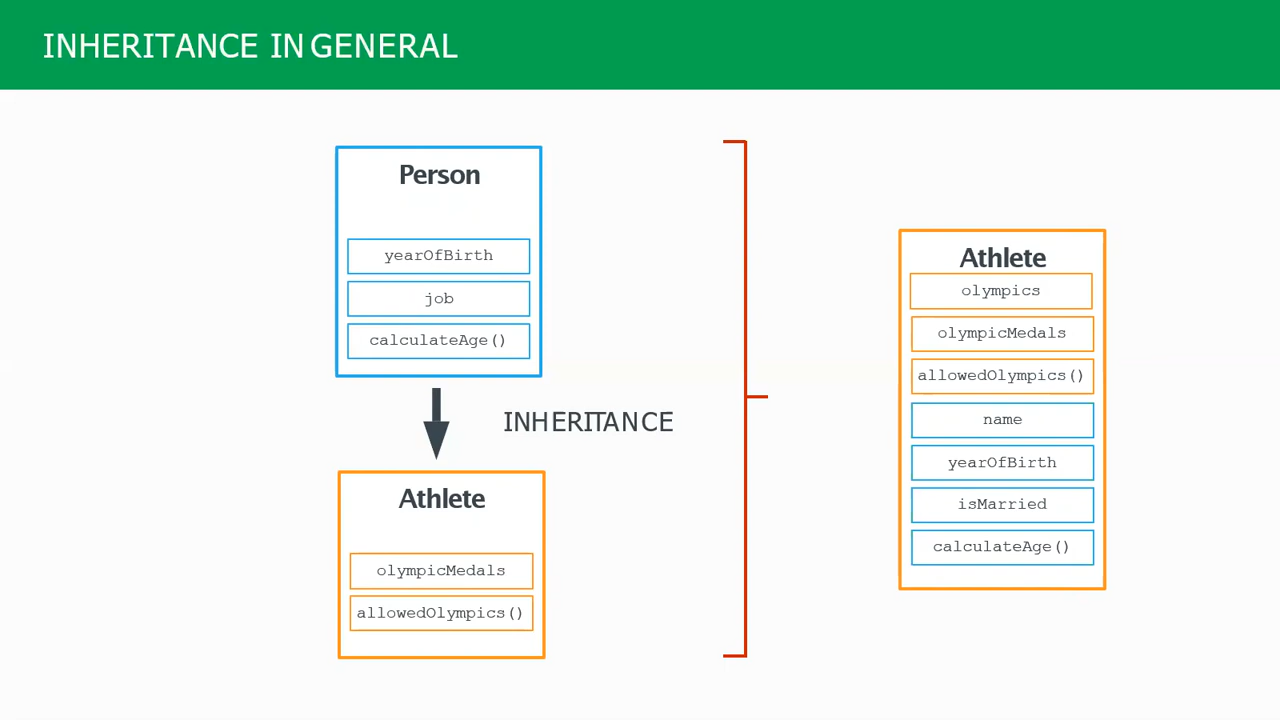 INHERITANCE IN GENERAL
Person
yearOfBirth
job
calculateAge()
INHERITANCE
Athlete
olympicMedals
allowedOlympics()
Athlete
olympics
olympicMedals
allowedOlympics()
name
yearOfBirth
isMarried
calculateAge()